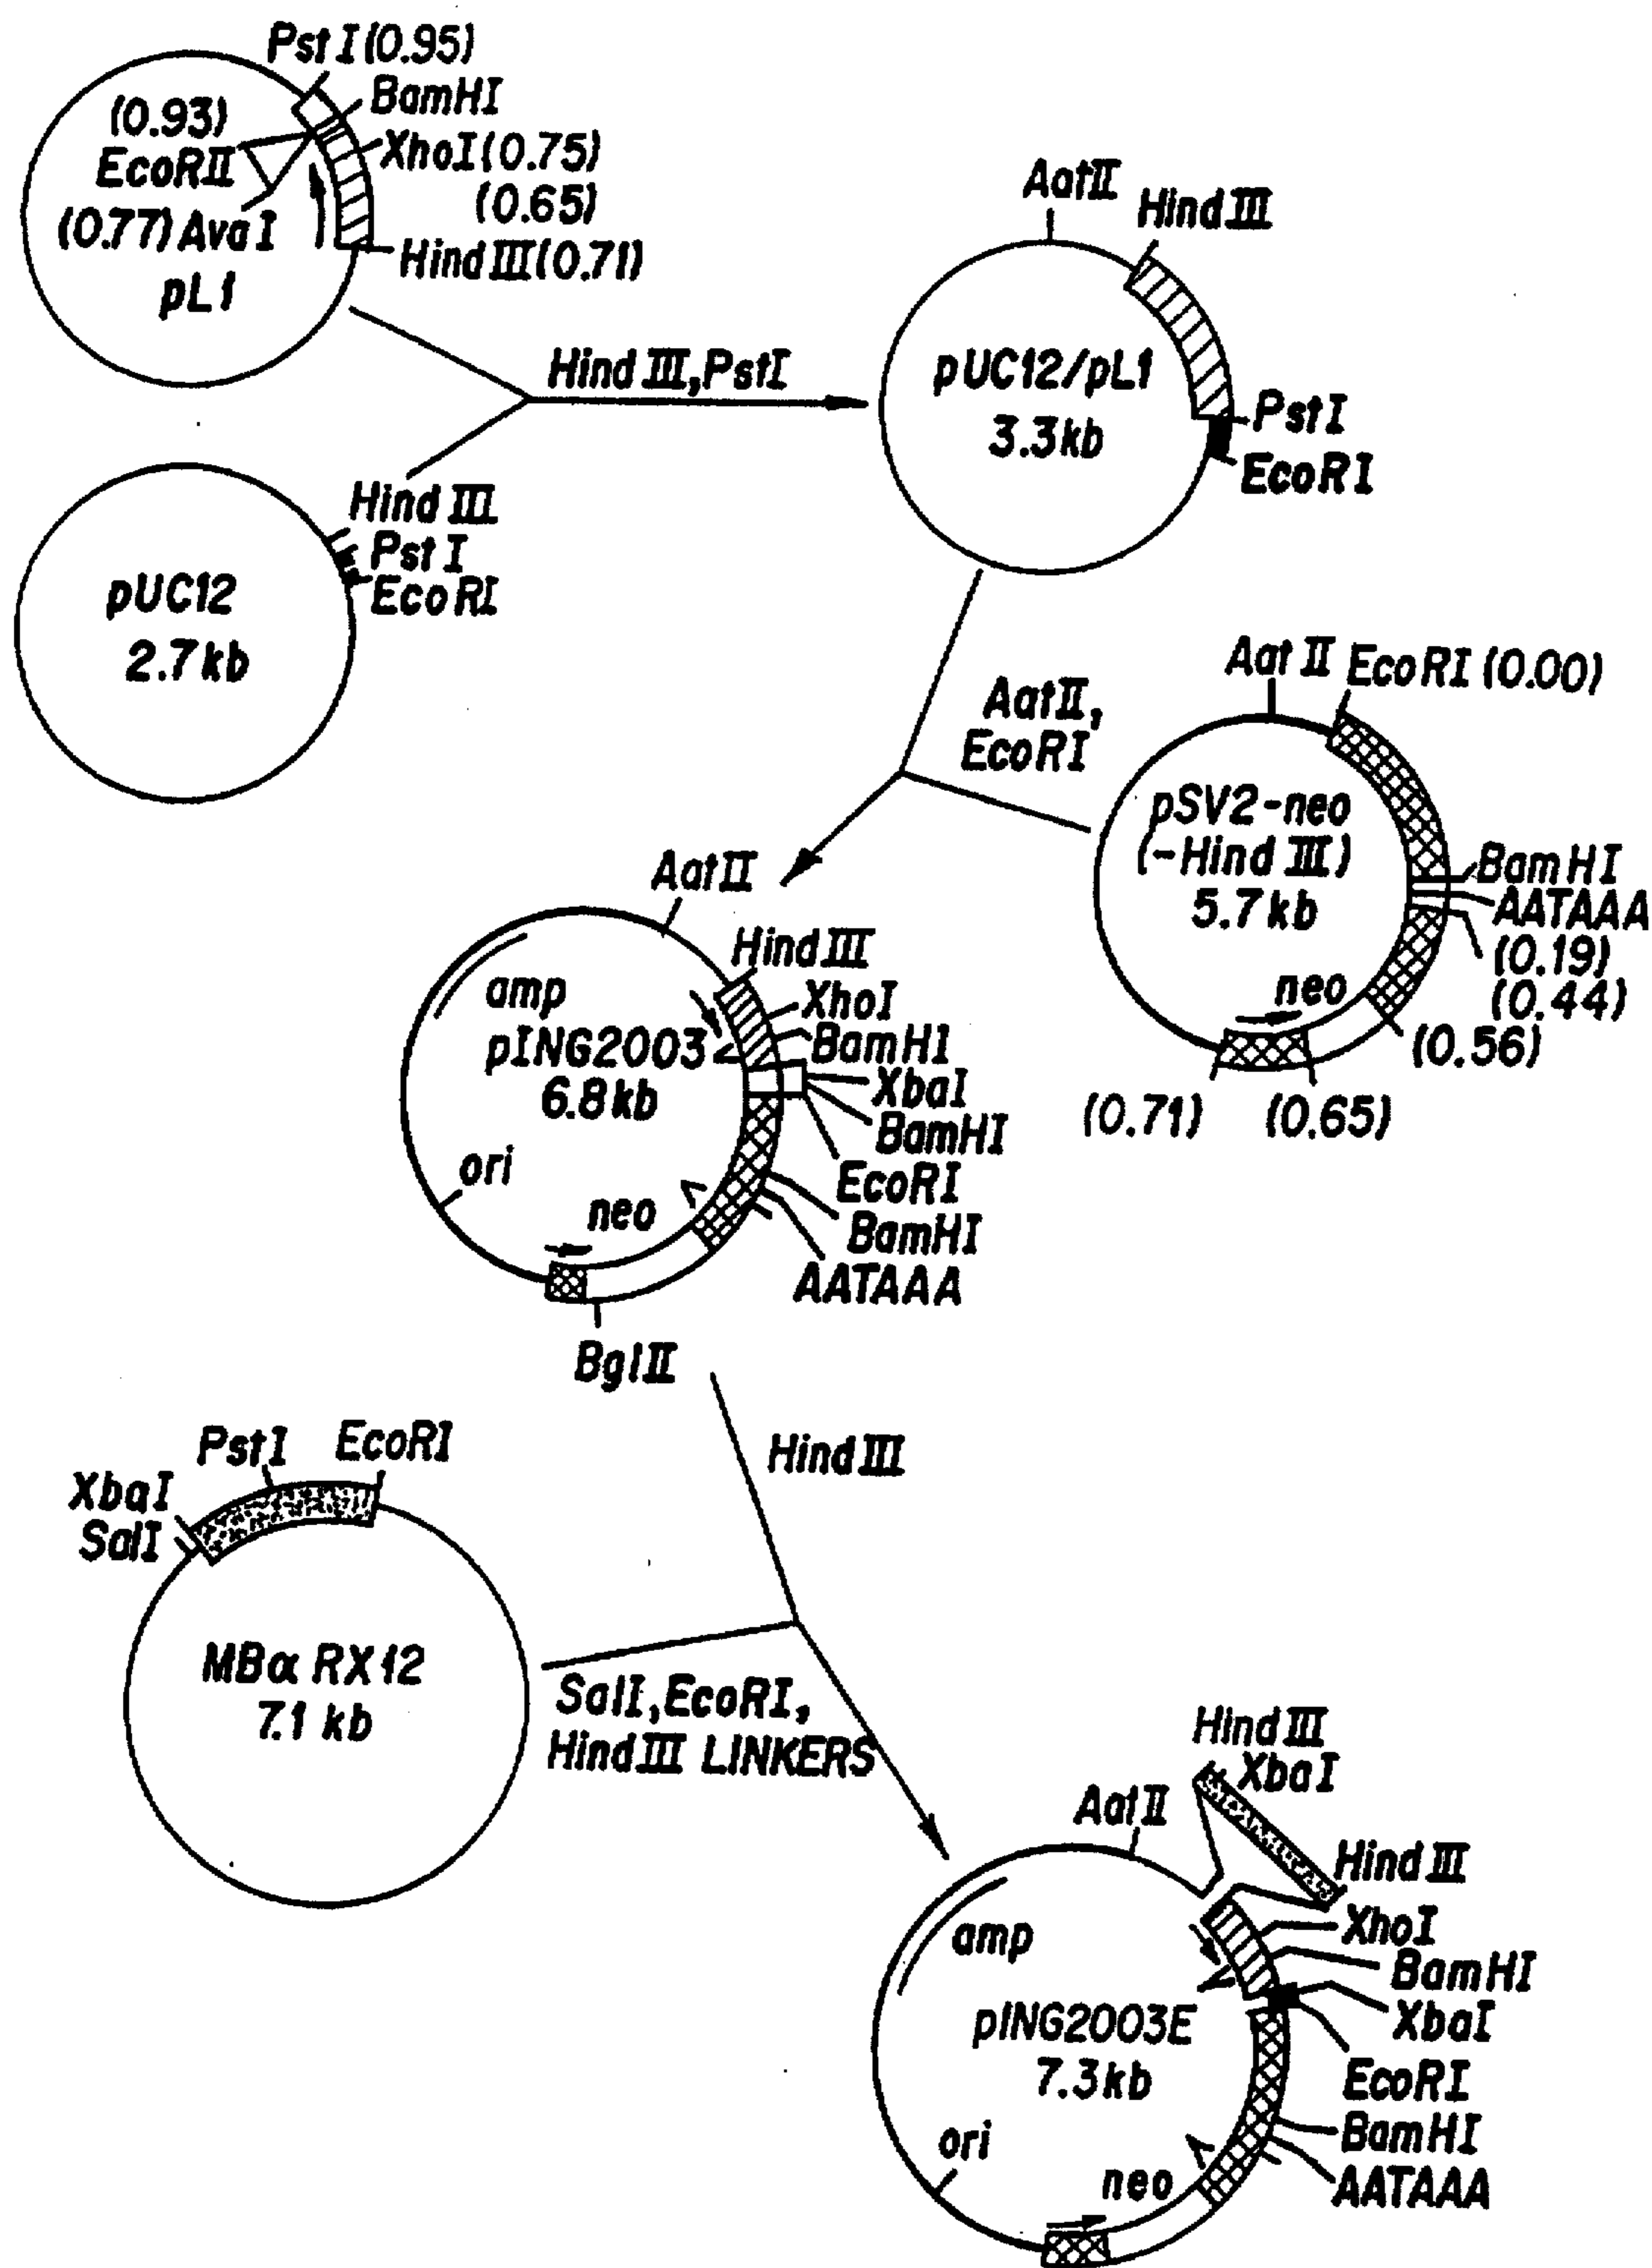 PstI(0.95)
BamHI
(0.93)
EcoRII
XhoI(0.75)
(0.65)
(0.77)AvaI
HindIII(0.71)
pL1
HindIII,PstI
HindIII
PstI
EcoRI
pUC12
2.7kb
AatII
HindIII
pUC12/pL1
3.3kb
PstI
EcoRI
AatII,
EcoRI
AatII
EcoRI(0.00)
pSV2-neo
(-HindIII)
5.7kb
BamHI
AATAAA
(0.19)
(0.44)
neo
(0.56)
(0.71)
(0.65)
AatII
HindIII
amp
XhoI
pING2003
6.8kb
BamHI
XbaI
BamHI
EcoRI
ori
neo
BamHI
AATAAA
BglII
HindIII
PstI
EcoRI
XbaI
SalI
MBα RX12
7.1 kb
SalI,EcoRI,
HindIII LINKERS
HindIII
XbaI
AatII
HindIII
amp
XhoI
BamHI
XbaI
pING2003E
7.3kb
EcoRI
BamHI
ori
neo
AATAAA